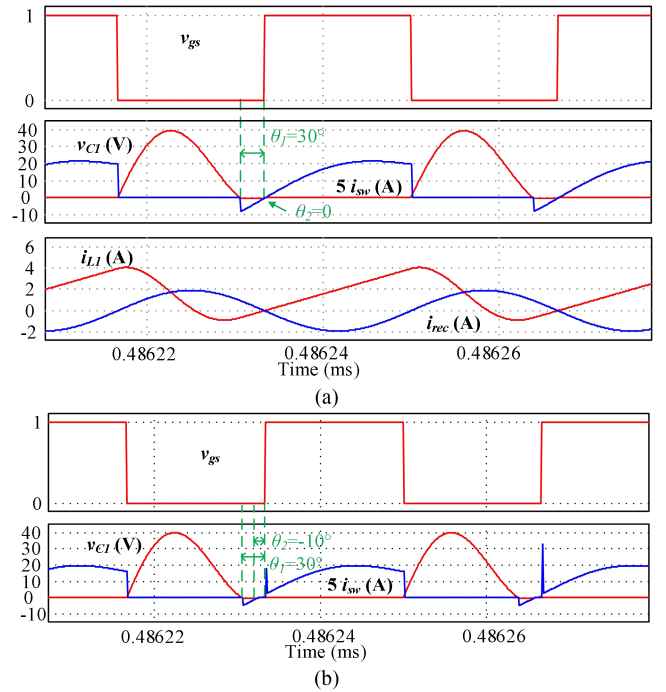 1
v_gs
0
40
v_C1 (V)
θ_1=30°
30
20
10
5 i_sw (A)
0
θ_2=0
-10
6
i_L1 (A)
4
2
0
i_rec (A)
-2
0.48622
0.48624
0.48626
Time (ms)
(a)
1
v_gs
0
40
v_C1 (V)
θ_2=-10°
30
20
θ_1=30°
10
5 i_sw (A)
0
-10
0.48622
0.48624
0.48626
Time (ms)
(b)